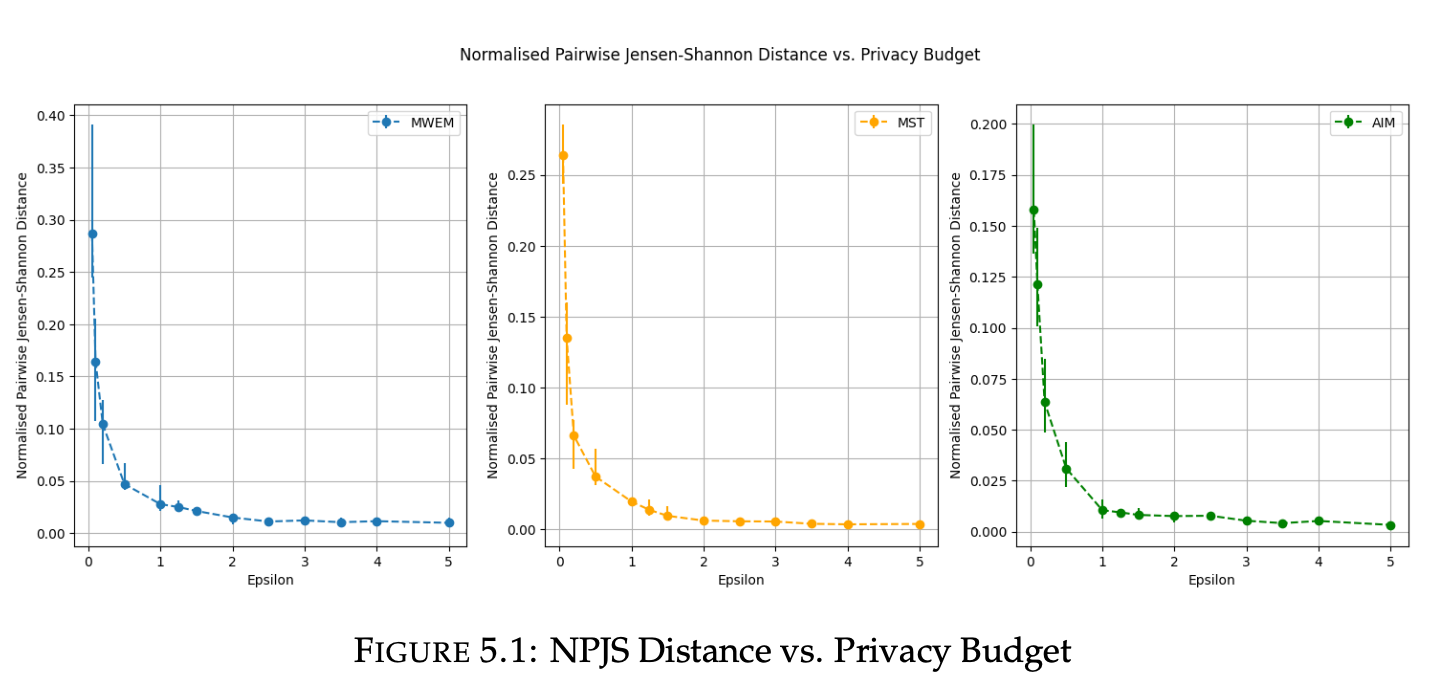 Normalised Pairwise Jensen-Shannon Distance vs. Privacy Budget
Normalised Pairwise Jensen-Shannon Distance
0.40
0.35
0.30
0.25
0.20
0.15
0.10
0.05
0.00
MWEM
0 1 2 3 4 5
Epsilon
Normalised Pairwise Jensen-Shannon Distance
0.25
0.20
0.15
0.10
0.05
0.00
MST
0 1 2 3 4 5
Epsilon
Normalised Pairwise Jensen-Shannon Distance
0.200
0.175
0.150
0.125
0.100
0.075
0.050
0.025
0.000
AIM
0 1 2 3 4 5
Epsilon
FIGURE 5.1: NPJS Distance vs. Privacy Budget